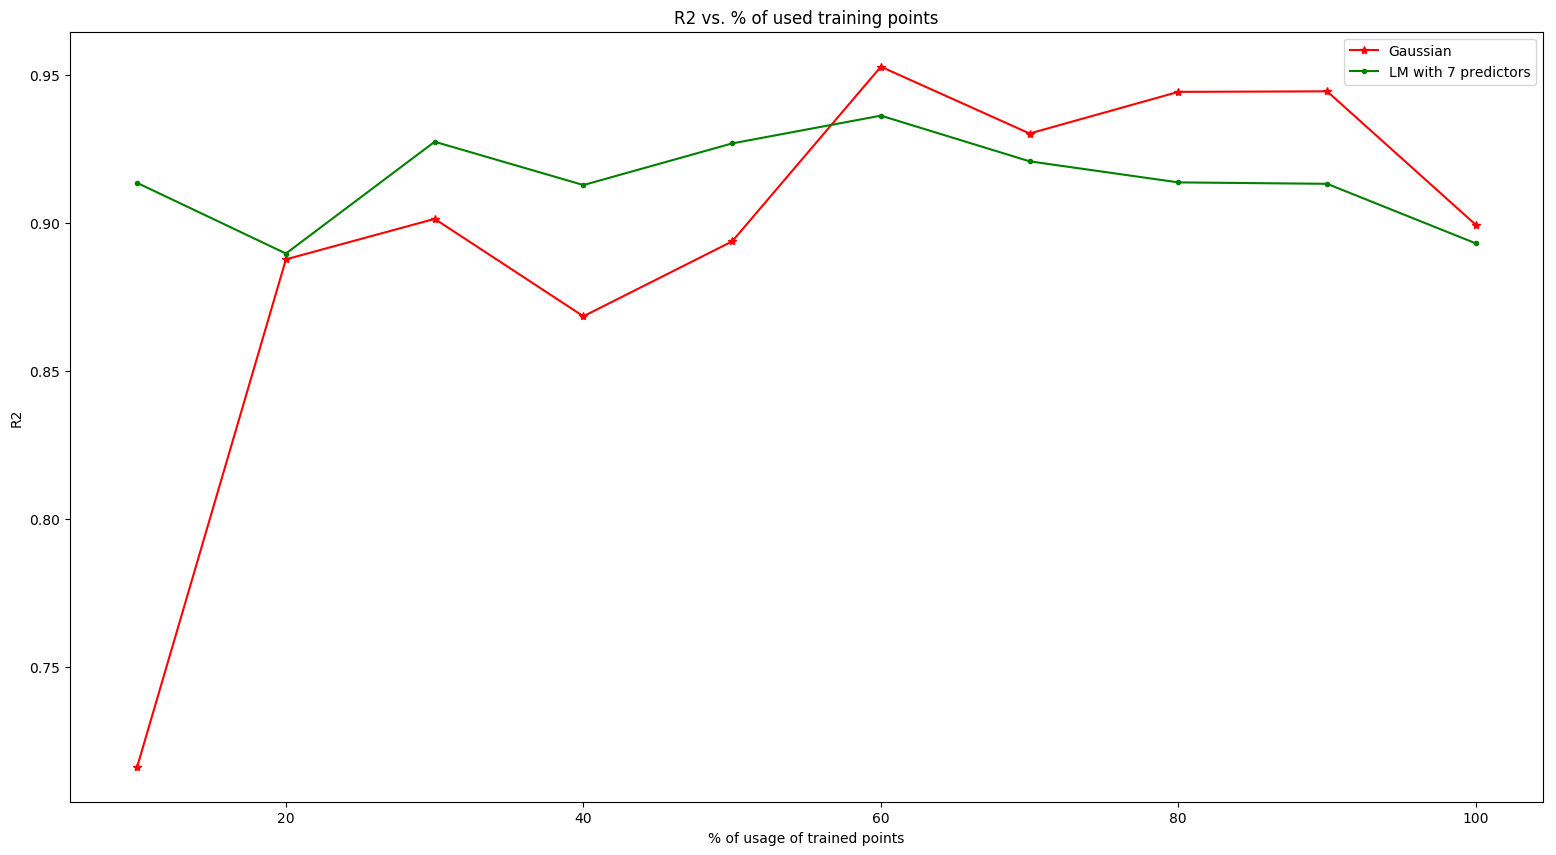 R2 vs. % of used training points
Gaussian
LM with 7 predictors
0.95
0.90
0.85
0.80
0.75
R2
20
40
60
80
100
% of usage of trained points